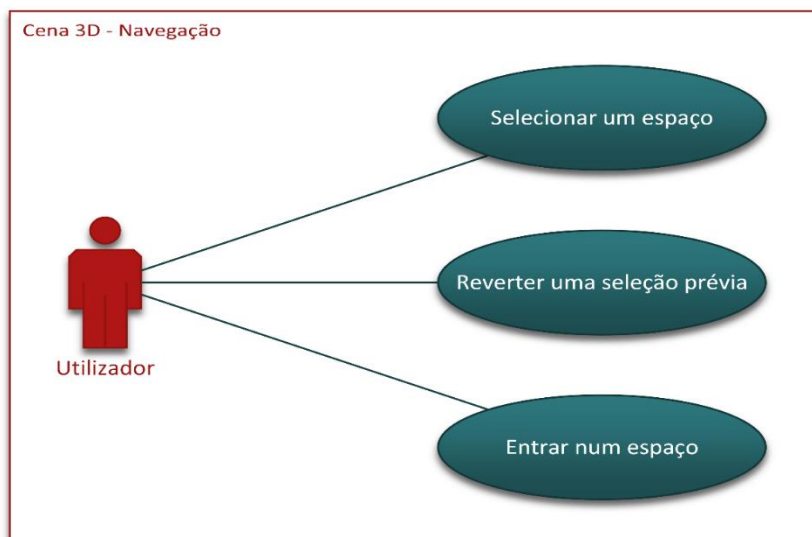 Cena 3D - Navegação
Selecionar um espaço
Reverter uma seleção prévia
Utilizador
Entrar num espaço